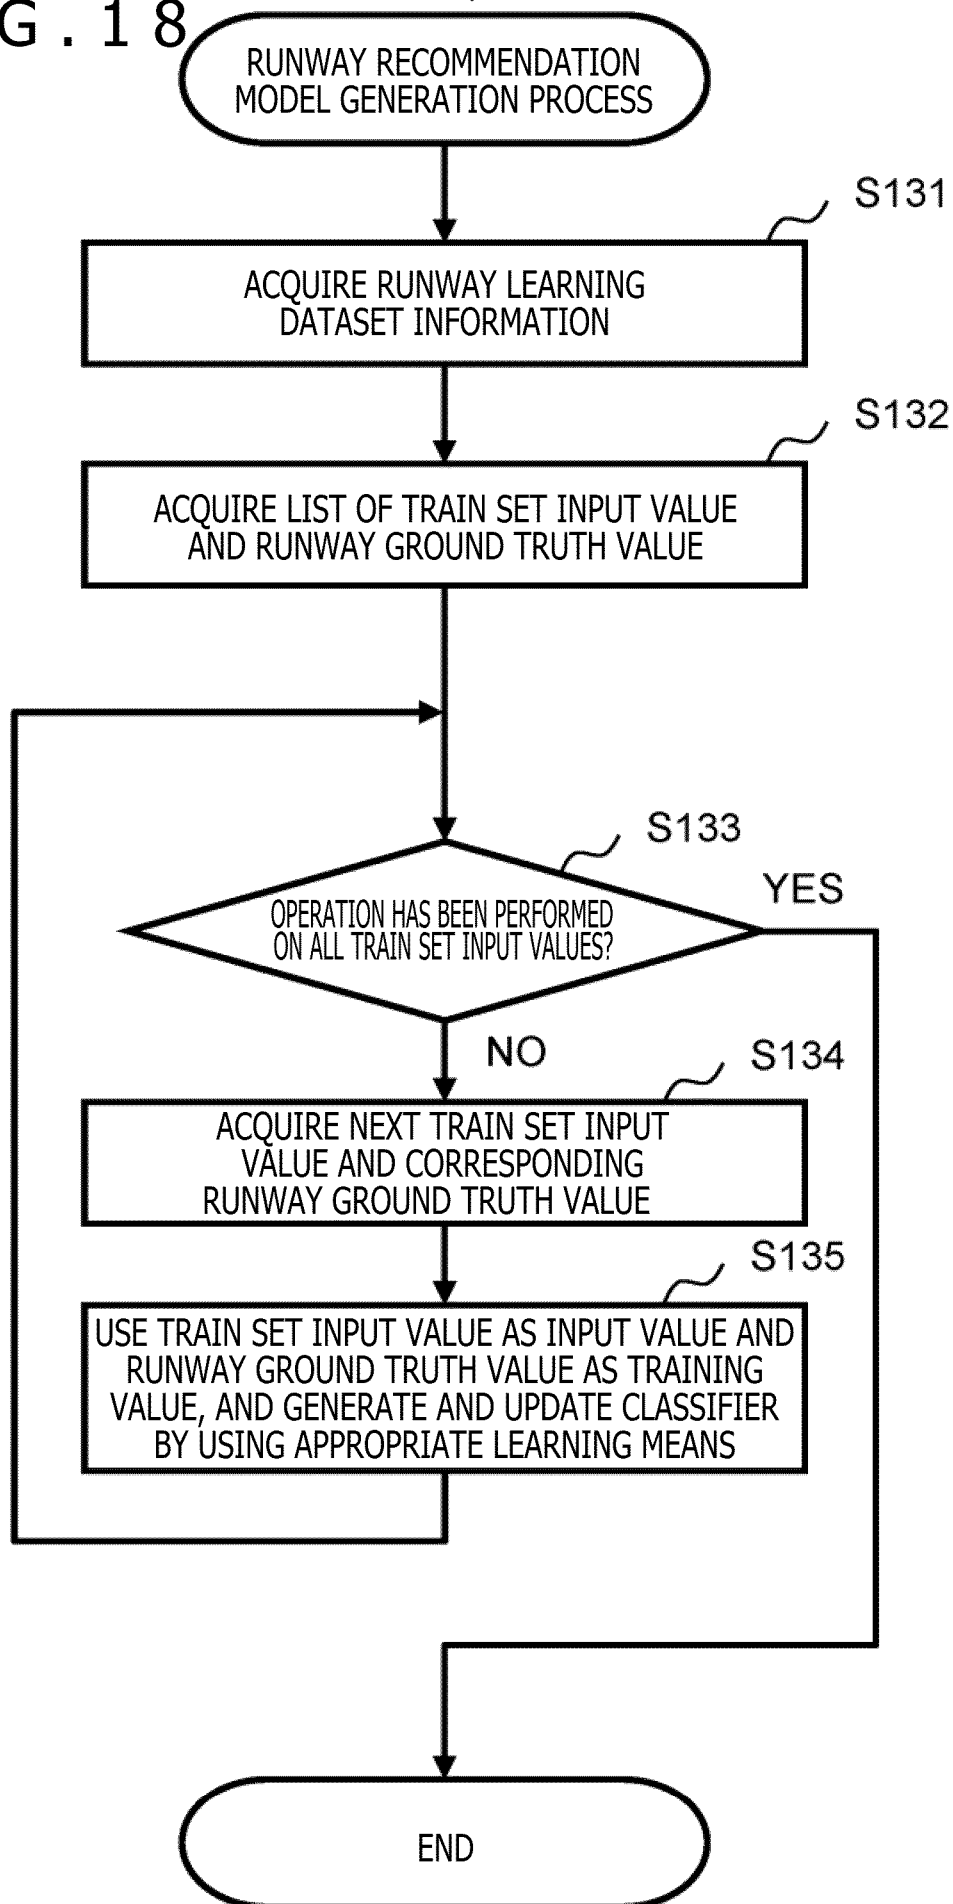 G.18
RUNWAY RECOMMENDATION
MODEL GENERATION PROCESS
S131
ACQUIRE RUNWAY LEARNING
DATASET INFORMATION
S132
ACQUIRE LIST OF TRAIN SET INPUT VALUE
AND RUNWAY GROUND TRUTH VALUE
S133
YES
OPERATION HAS BEEN PERFORMED
ON ALL TRAIN SET INPUT VALUES?
NO
S134
ACQUIRE NEXT TRAIN SET INPUT
VALUE AND CORRESPONDING
RUNWAY GROUND TRUTH VALUE
S135
USE TRAIN SET INPUT VALUE AS INPUT VALUE AND
RUNWAY GROUND TRUTH VALUE AS TRAINING
VALUE, AND GENERATE AND UPDATE CLASSIFIER
BY USING APPROPRIATE LEARNING MEANS
END